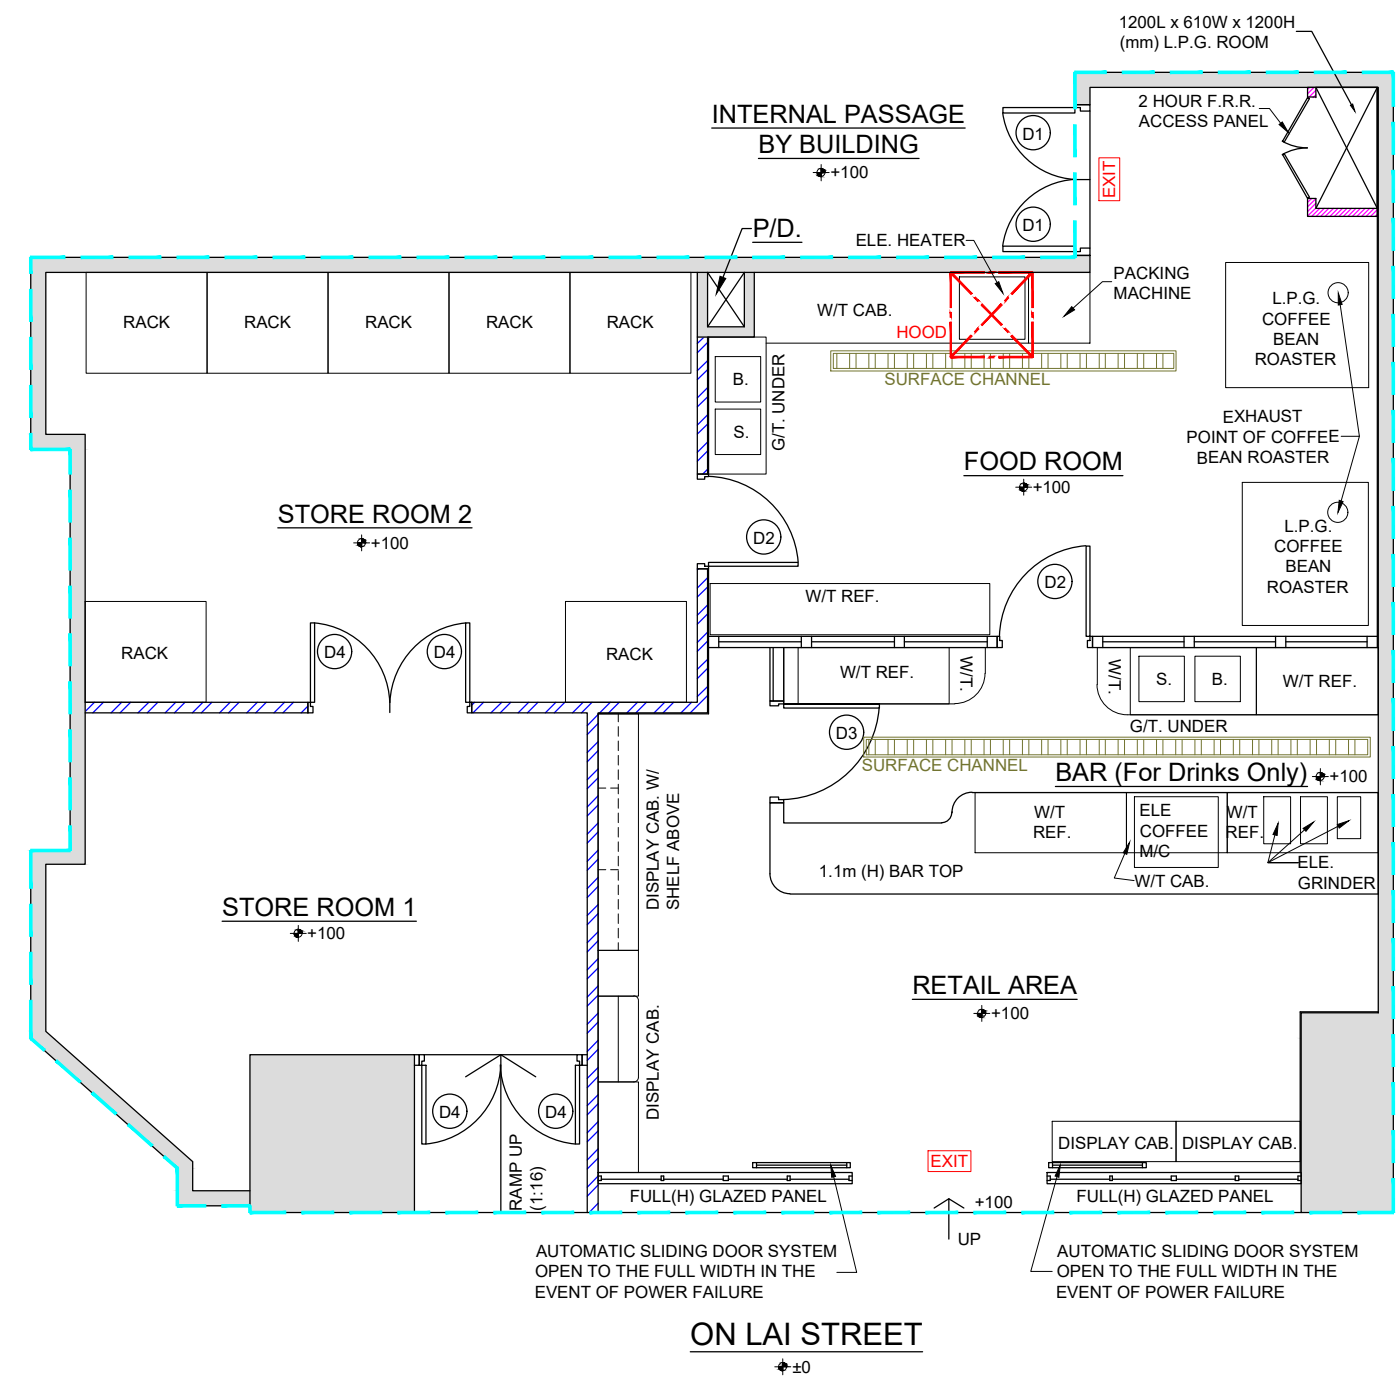 1200L x 610W x 1200H
(mm) L.P.G. ROOM
2 HOUR F.R.R.
ACCESS PANEL
INTERNAL PASSAGE
BY BUILDING
+100
D1
EXIT
D1
P/D.
ELE. HEATER
PACKING
MACHINE
W/T CAB.
HOOD
SURFACE CHANNEL
L.P.G.
COFFEE
BEAN
ROASTER
RACK
RACK
RACK
RACK
RACK
B.
S.
G/T. UNDER
EXHAUST
POINT OF COFFEE
BEAN ROASTER
FOOD ROOM
+100
STORE ROOM 2
+100
D2
D2
L.P.G.
COFFEE
BEAN
ROASTER
W/T REF.
RACK
D4
D4
RACK
W/T REF.
W/T.
W/T.
S.
B.
W/T REF.
G/T. UNDER
D3
SURFACE CHANNEL
BAR (For Drinks Only)
+100
DISPLAY CAB. W/
SHELF ABOVE
W/T
REF.
ELE
COFFEE
M/C
W/T
REF.
1.1m (H) BAR TOP
W/T CAB.
ELE.
GRINDER
STORE ROOM 1
+100
RETAIL AREA
+100
DISPLAY CAB.
D4
D4
RAMP UP
(1:16)
DISPLAY CAB.
DISPLAY CAB.
EXIT
FULL(H) GLAZED PANEL
FULL(H) GLAZED PANEL
+100
UP
AUTOMATIC SLIDING DOOR SYSTEM
OPEN TO THE FULL WIDTH IN THE
EVENT OF POWER FAILURE
AUTOMATIC SLIDING DOOR SYSTEM
OPEN TO THE FULL WIDTH IN THE
EVENT OF POWER FAILURE
ON LAI STREET
±0